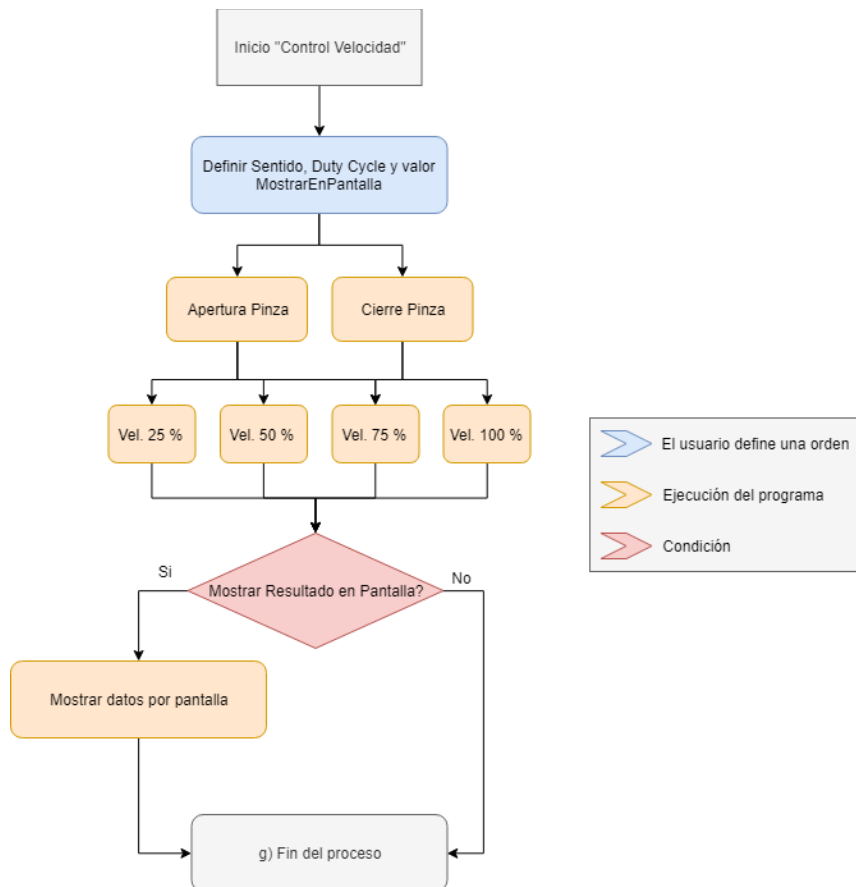 Inicio "Control Velocidad"
Definir Sentido, Duty Cycle y valor
MostrarEnPantalla
Apertura Pinza
Cierre Pinza
Vel. 25 %
Vel. 50 %
Vel. 75 %
Vel. 100 %
El usuario define una orden
Ejecución del programa
Condición
Si
No
Mostrar Resultado en Pantalla?
Mostrar datos por pantalla
g) Fin del proceso